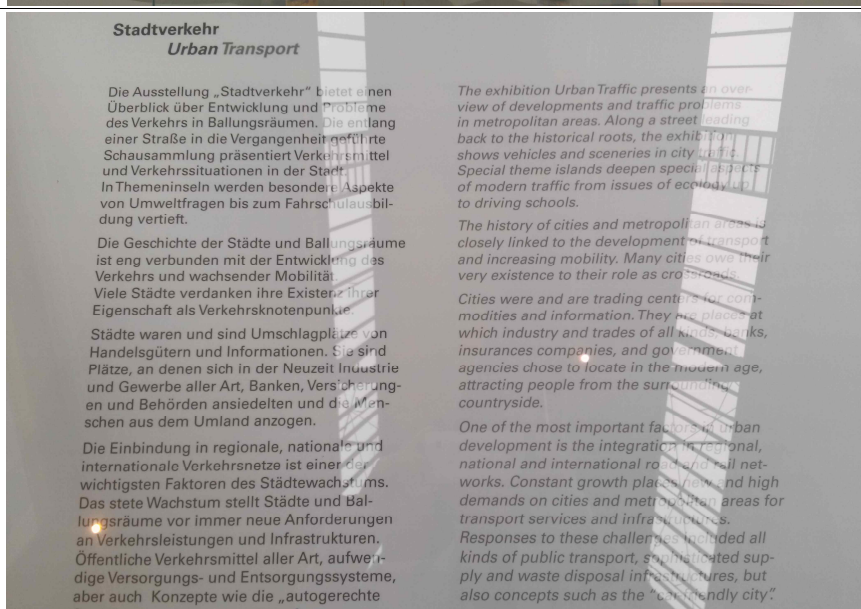 Stadtverkehr
Urban Transport
Die Ausstellung „Stadtverkehr“ bietet einen
Überblick über Entwicklung und Probleme
des Verkehrs in Ballungsräumen. Die entlang
einer Straße in die Vergangenheit geführte
Schausammlung präsentiert Verkehrsmittel
und Verkehrssituationen in der Stadt.
In Themeninseln werden besondere Aspekte
von Umweltfragen bis zum Fahrschulausbil-
dung vertieft.
Die Geschichte der Städte und Ballungsräume
ist eng verbunden mit der Entwicklung des
Verkehrs und wachsender Mobilität.
Viele Städte verdanken ihre Existenz ihrer
Eigenschaft als Verkehrsknotenpunkte.
Städte waren und sind Umschlagplätze von
Handelsgütern und Informationen. Sie sind
Plätze, an denen sich in der Neuzeit Industrie
und Gewerbe aller Art, Banken, Versicherung-
en und Behörden ansiedelten und die Men-
schen aus dem Umland anzogen.
Die Einbindung in regionale, nationale und
internationale Verkehrsnetze ist einer der
wichtigsten Faktoren des Städtewachstums.
Das stete Wachstum stellt Städte und Bal-
lungsräume vor immer neue Anforderungen
an Verkehrsleistungen und Infrastrukturen.
Öffentliche Verkehrsmittel aller Art, aufwen-
dige Versorgungs- und Entsorgungssysteme,
aber auch Konzepte wie die „autogerechte
The exhibition Urban Traffic presents an over-
view of developments and traffic problems
in metropolitan areas. Along a street leading
back to the historical roots, the exhibition
shows vehicles and sceneries in city traffic.
Special theme islands deepen special aspects
of modern traffic from issues of ecology up
to driving schools.
The history of cities and metropolitan areas is
closely linked to the development of transport
and increasing mobility. Many cities owe their
very existence to their role as crossroads.
Cities were and are trading centers for com-
modities and information. They are places at
which industry and trades of all kinds, banks,
insurances companies, and government
agencies chose to locate in the modern age,
attracting people from the surrounding
countryside.
One of the most important factors in urban
development is the integration in regional,
national and international road and rail net-
works. Constant growth places new and high
demands on cities and metropolitan areas for
transport services and infrastructures.
Responses to these challenges included all
kinds of public transport, sophisticated sup-
ply and waste disposal infrastructures, but
also concepts such as the "car friendly city".